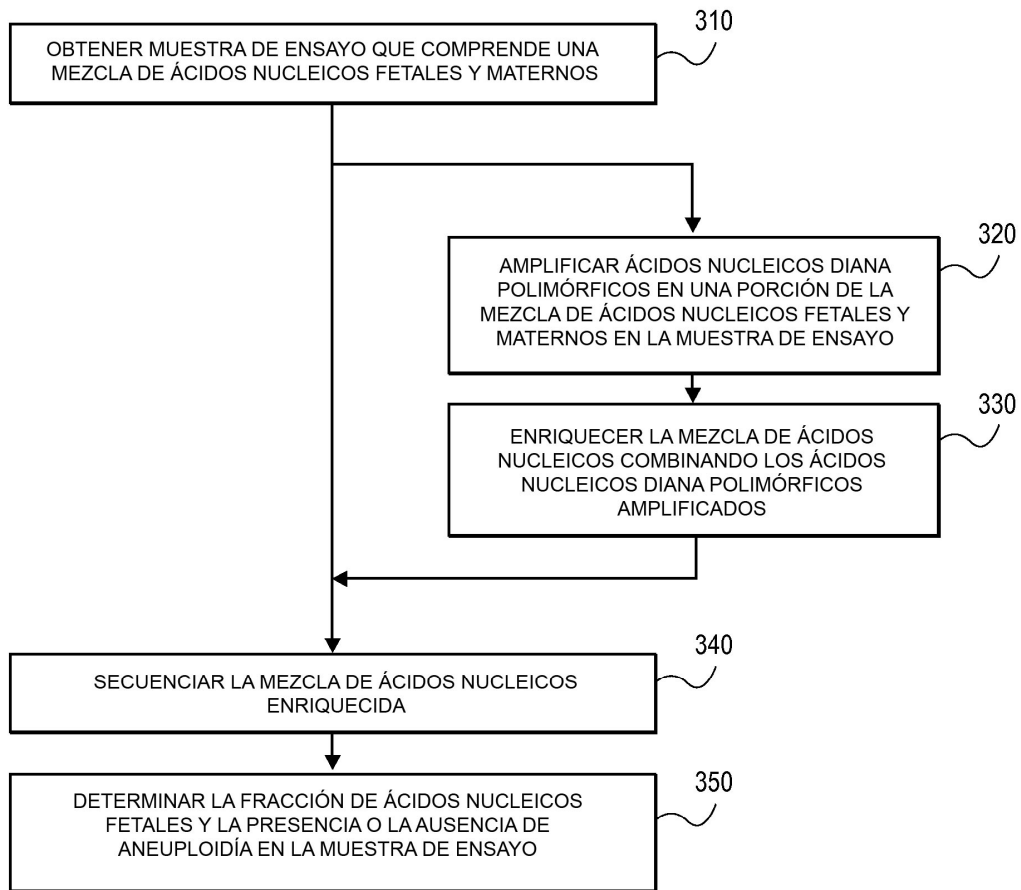 310
OBTENER MUESTRA DE ENSAYO QUE COMPRENDE UNA
MEZCLA DE ÁCIDOS NUCLEICOS FETALES Y MATERNOS
320
AMPLIFICAR ÁCIDOS NUCLEICOS DIANA
POLIMÓRFICOS EN UNA PORCIÓN DE LA
MEZCLA DE ÁCIDOS NUCLEICOS FETALES Y
MATERNOS EN LA MUESTRA DE ENSAYO
330
ENRIQUECER LA MEZCLA DE ÁCIDOS
NUCLEICOS COMBINANDO LOS ÁCIDOS
NUCLEICOS DIANA POLIMÓRFICOS
AMPLIFICADOS
340
SECUENCIAR LA MEZCLA DE ÁCIDOS NUCLEICOS
ENRIQUECIDA
350
DETERMINAR LA FRACCIÓN DE ÁCIDOS NUCLEICOS
FETALES Y LA PRESENCIA O LA AUSENCIA DE
ANEUPLOIDÍA EN LA MUESTRA DE ENSAYO